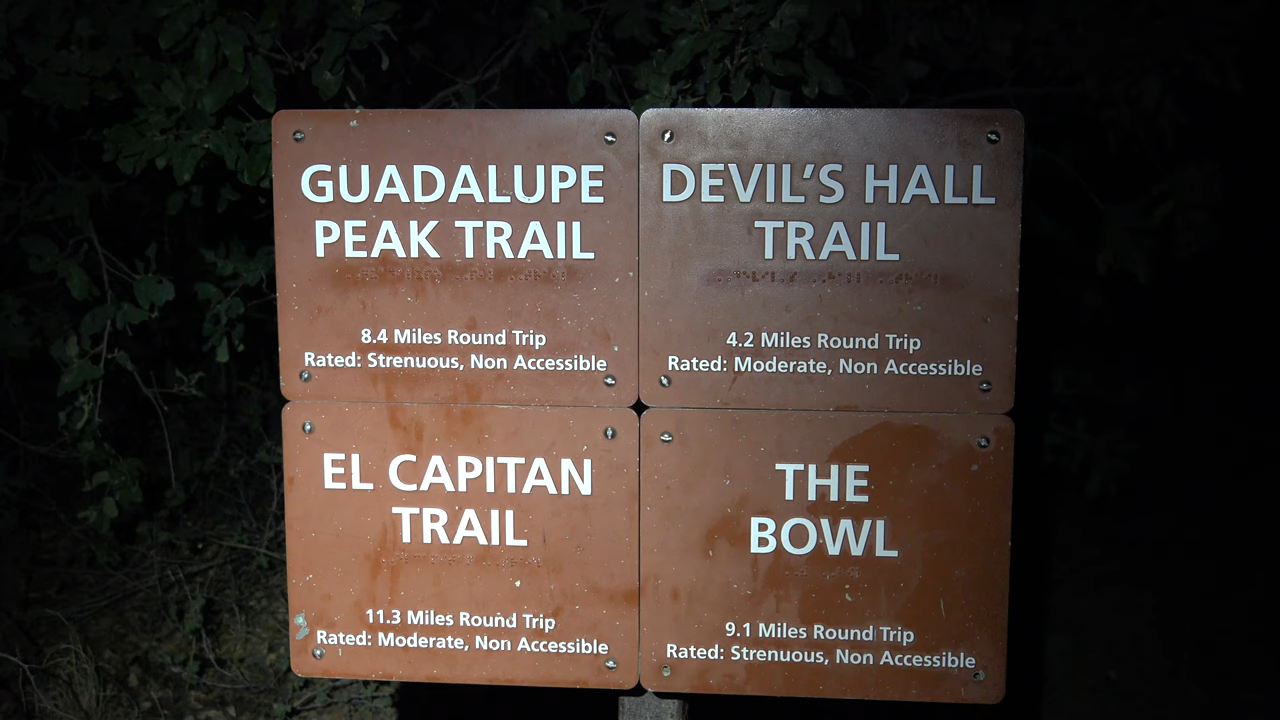 GUADALUPE
PEAK TRAIL
8.4 Miles Round Trip
Rated: Strenuous, Non Accessible
DEVIL'S HALL
TRAIL
4.2 Miles Round Trip
Rated: Moderate, Non Accessible
EL CAPITAN
TRAIL
11.3 Miles Round Trip
Rated: Moderate, Non Accessible
THE
BOWL
9.1 Miles Round Trip
Rated: Strenuous, Non Accessible